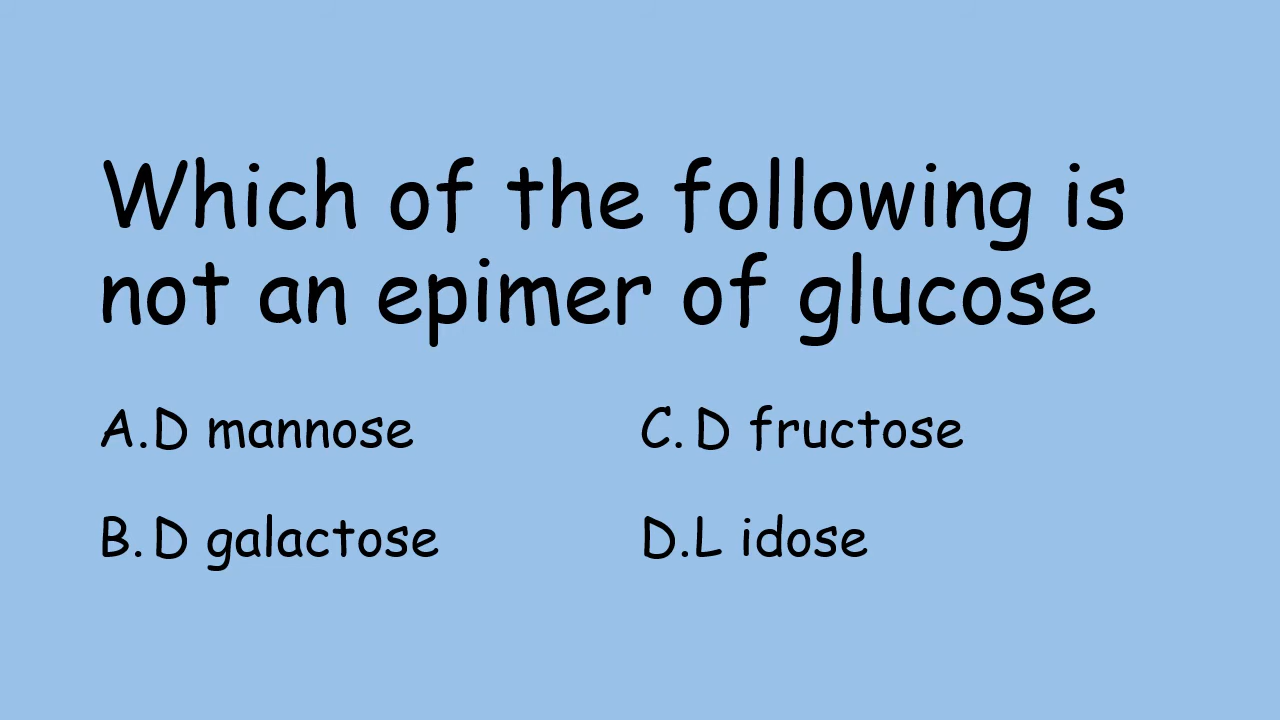 Which of the following is
not an epimer of glucose
A.D mannose
B. D galactose
C. D fructose
D.L idose